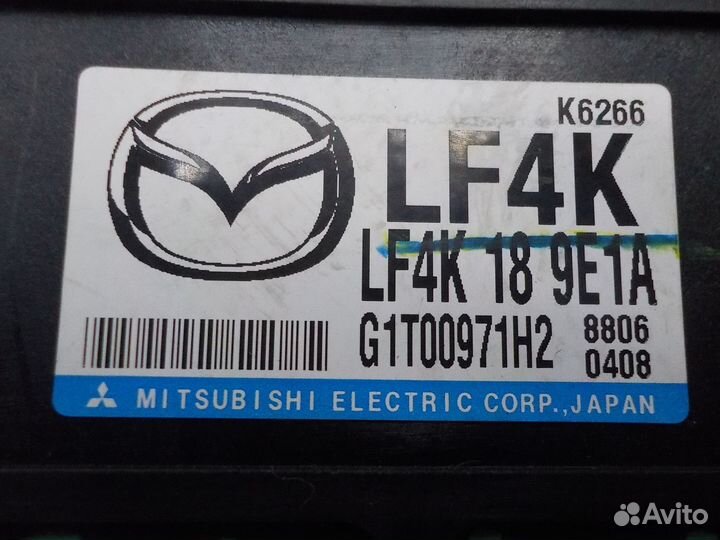 K6266
LF4K
LF4K 18 9E1A
G1T00971H2 8806
0408
MITSUBISHI ELECTRIC CORP.,JAPAN
Avito